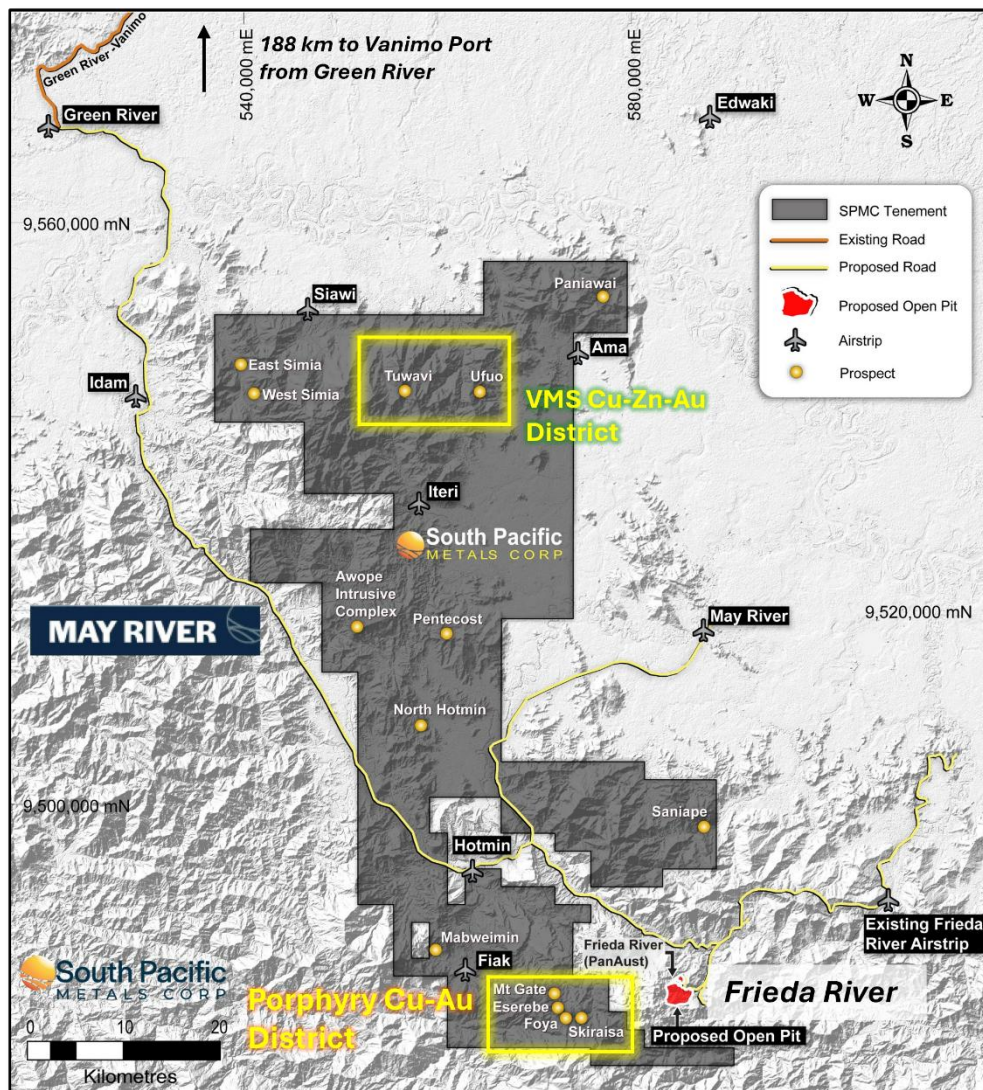 Green River -Vanimo
188 km to Vanimo Port
from Green River
540,000 mE
580,000 mE
N
W E
S
Green River
Edwaki
9,560,000 mN
SPMC Tenement
Existing Road
Proposed Road
Proposed Open Pit
Airstrip
Prospect
Paniawai
Siawi
Ama
East Simia
West Simia
Idam
Tuwavi
Ufuo
VMS Cu-Zn-Au
District
Iteri
South Pacific
METALS CORP
Awope
Intrusive
Complex
Pentecost
MAY RIVER
May River
9,520,000 mN
North Hotmin
9,500,000 mN
Saniape
Hotmin
Existing Frieda
River Airstrip
Mabweimin
Fiak
Frieda River
(PanAust)
South Pacific
METALS CORP
Porphyry Cu-Au
District
Mt Gate
Eserebe
Foya
Skiraisa
Frieda River
Proposed Open Pit
0 10 20
Kilometres